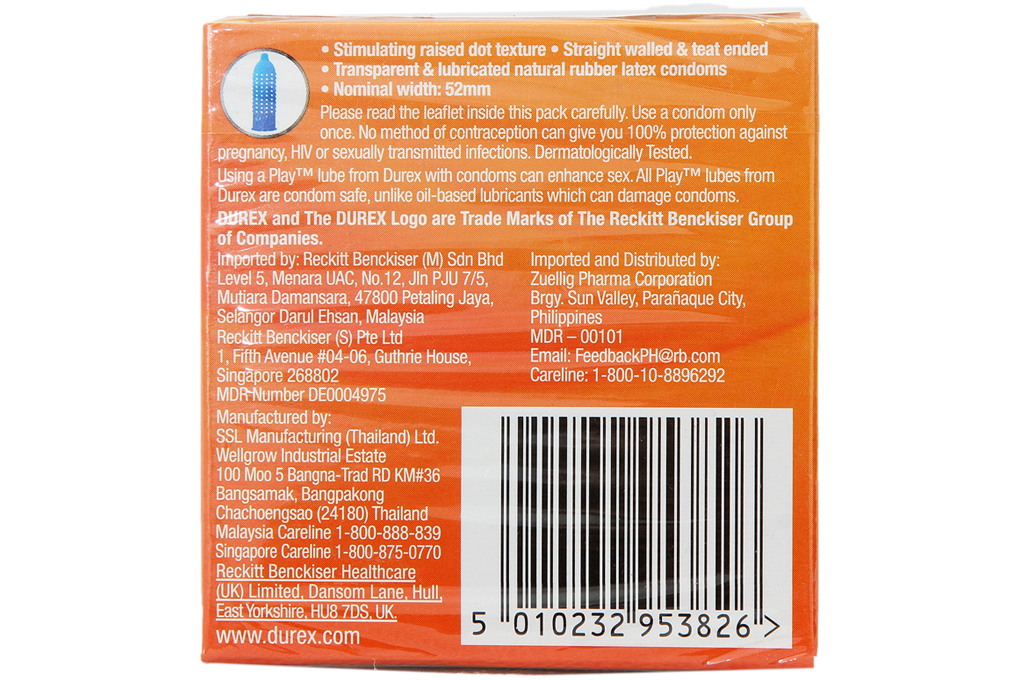 • Stimulating raised dot texture • Straight walled & teat ended
• Transparent & lubricated natural rubber latex condoms
• Nominal width: 52mm
Please read the leaflet inside this pack carefully. Use a condom only
once. No method of contraception can give you 100% protection against
pregnancy, HIV or sexually transmitted infections. Dermatologically Tested.
Using a Play™ lube from Durex with condoms can enhance sex. All Play™ lubes from
Durex are condom safe, unlike oil-based lubricants which can damage condoms.
DUREX and The DUREX Logo are Trade Marks of The Reckitt Benckiser Group
of Companies.
Imported by: Reckitt Benckiser (M) Sdn Bhd
Level 5, Menara UAC, No.12, Jln PJU 7/5,
Mutiara Damansara, 47800 Petaling Jaya,
Selangor Darul Ehsan, Malaysia
Reckitt Benckiser (S) Pte Ltd
1, Fifth Avenue #04-06, Guthrie House,
Singapore 268802
MDR Number DE0004975
Imported and Distributed by:
Zuellig Pharma Corporation
Brgy. Sun Valley, Parañaque City,
Philippines
MDR – 00101
Email: FeedbackPH@rb.com
Careline: 1-800-10-8896292
Manufactured by:
SSL Manufacturing (Thailand) Ltd.
Wellgrow Industrial Estate
100 Moo 5 Bangna-Trad RD KM#36
Bangsamak, Bangpakong
Chachoengsao (24180) Thailand
Malaysia Careline 1-800-888-839
Singapore Careline 1-800-875-0770
Reckitt Benckiser Healthcare
(UK) Limited, Dansom Lane, Hull,
East Yorkshire, HU8 7DS, UK.
www.durex.com
5 010232 953826 >